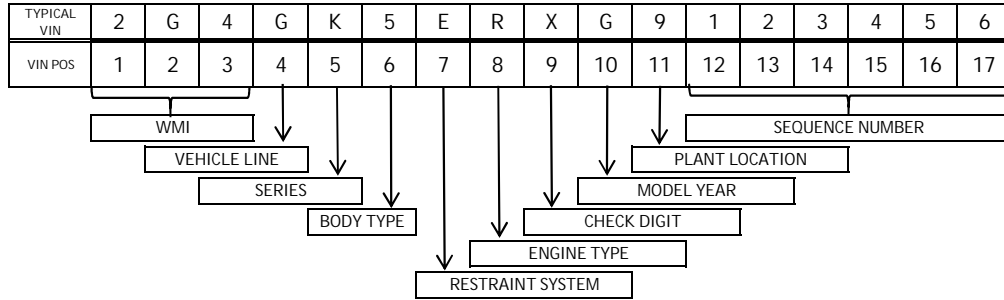 TYPICAL VIN 2 G 4 G K 5 E R X G 9 1 2 3 4 5 6
VIN POS 1 2 3 4 5 6 7 8 9 10 11 12 13 14 15 16 17
WMI SEQUENCE NUMBER
VEHICLE LINE PLANT LOCATION
SERIES MODEL YEAR
BODY TYPE CHECK DIGIT
ENGINE TYPE
RESTRAINT SYSTEM